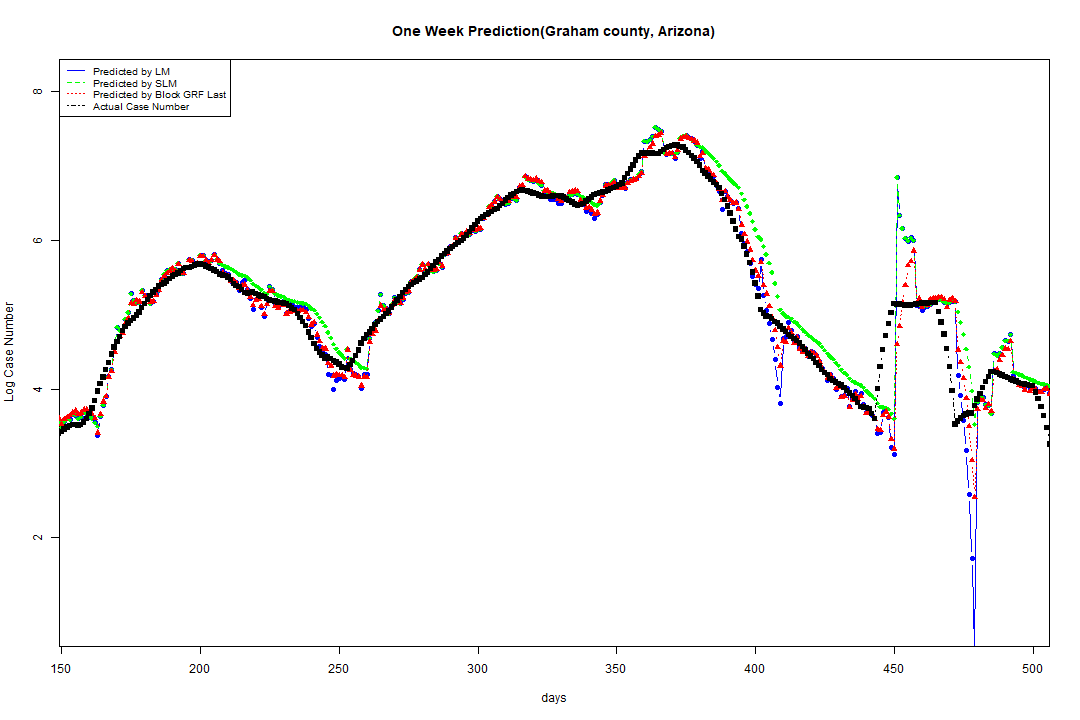 One Week Prediction(Graham county, Arizona)
Predicted by LM
Predicted by SLM
Predicted by Block GRF Last
Actual Case Number
8
6
4
2
Log Case Number
150 200 250 300 350 400 450 500
days